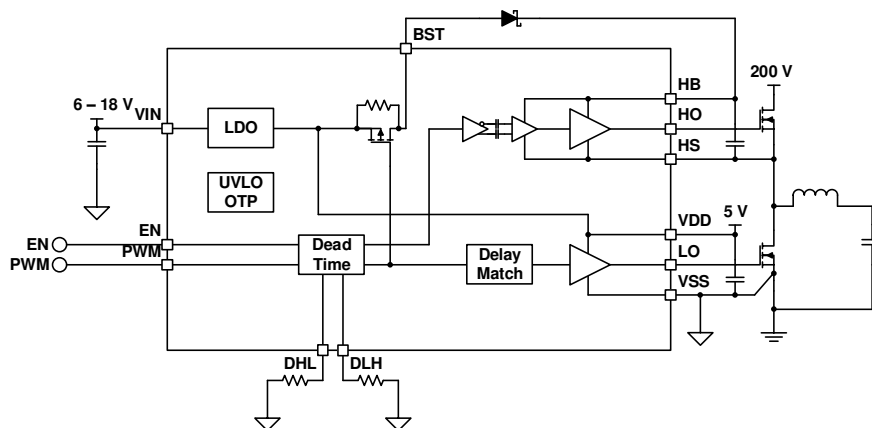 BST
200 V
6 – 18 V
VIN
LDO
HB
HO
HS
UVLO
OTP
5 V
EN
EN
VDD
PWM
PWM
Dead
Time
Delay
Match
LO
VSS
DHL
DLH